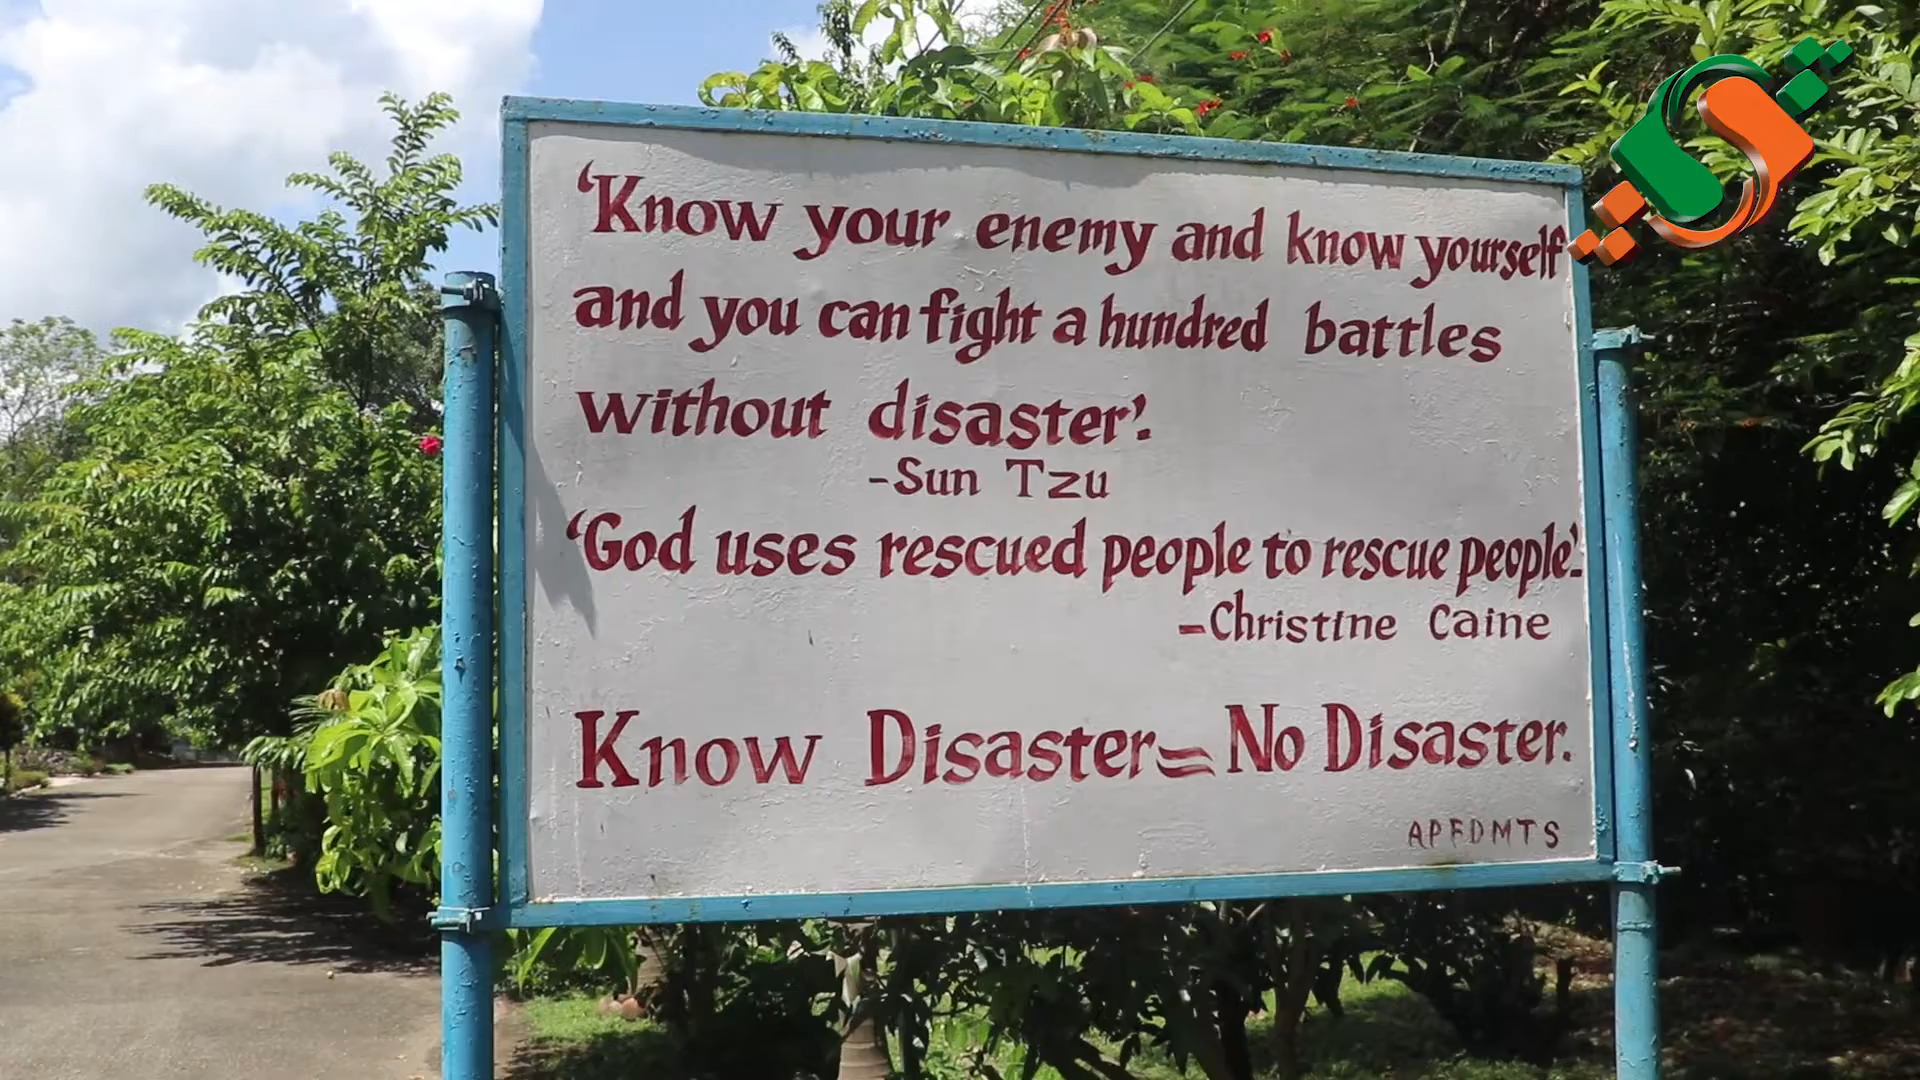 ‘Know your enemy and know yourself
and you can fight a hundred battles
without disaster’.
-Sun Tzu
‘God uses rescued people to rescue people’.
-Christine Caine
Know Disaster = No Disaster.
APFDMTS